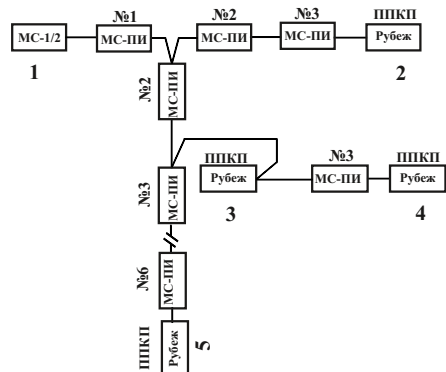 №1
№2
№3
ППКП
МС-1/2
МС-ПИ
МС-ПИ
МС-ПИ
Рубеж
1
2
№2
МС-ПИ
ППКП
№3
ППКП
№3
МС-ПИ
Рубеж
МС-ПИ
Рубеж
3
4
№6
МС-ПИ
ППКП
Рубеж
5